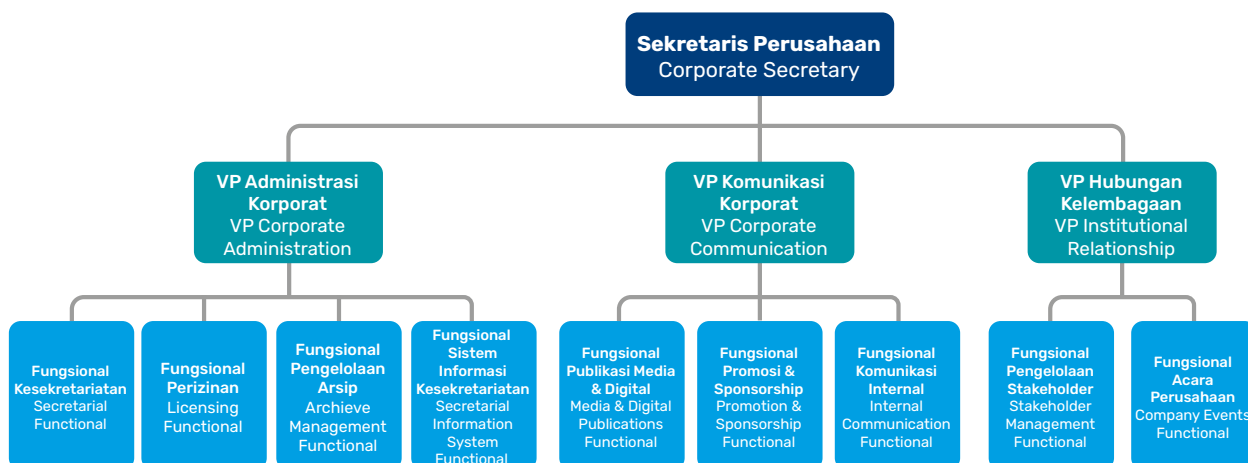 Sekretaris Perusahaan
Corporate Secretary
VP Administrasi
Korporat
VP Corporate
Administration
VP Komunikasi
Korporat
VP Corporate
Communication
VP Hubungan
Kelembagaan
VP Institutional
Relationship
Fungsional
Kesekretariatan
Secretarial
Functional
Fungsional
Perizinan
Licensing
Functional
Fungsional
Pengelolaan
Arsip
Archieve
Management
Functional
Fungsional
Sistem
Informasi
Kesekretariatan
Secretarial
Information
System
Functional
Fungsional
Publikasi Media
& Digital
Media & Digital
Publications
Functional
Fungsional
Promosi &
Sponsorship
Promotion &
Sponsorship
Functional
Fungsional
Komunikasi
Internal
Internal
Communication
Functional
Fungsional
Pengelolaan
Stakeholder
Stakeholder
Management
Functional
Fungsional
Acara
Perusahaan
Company Events
Functional